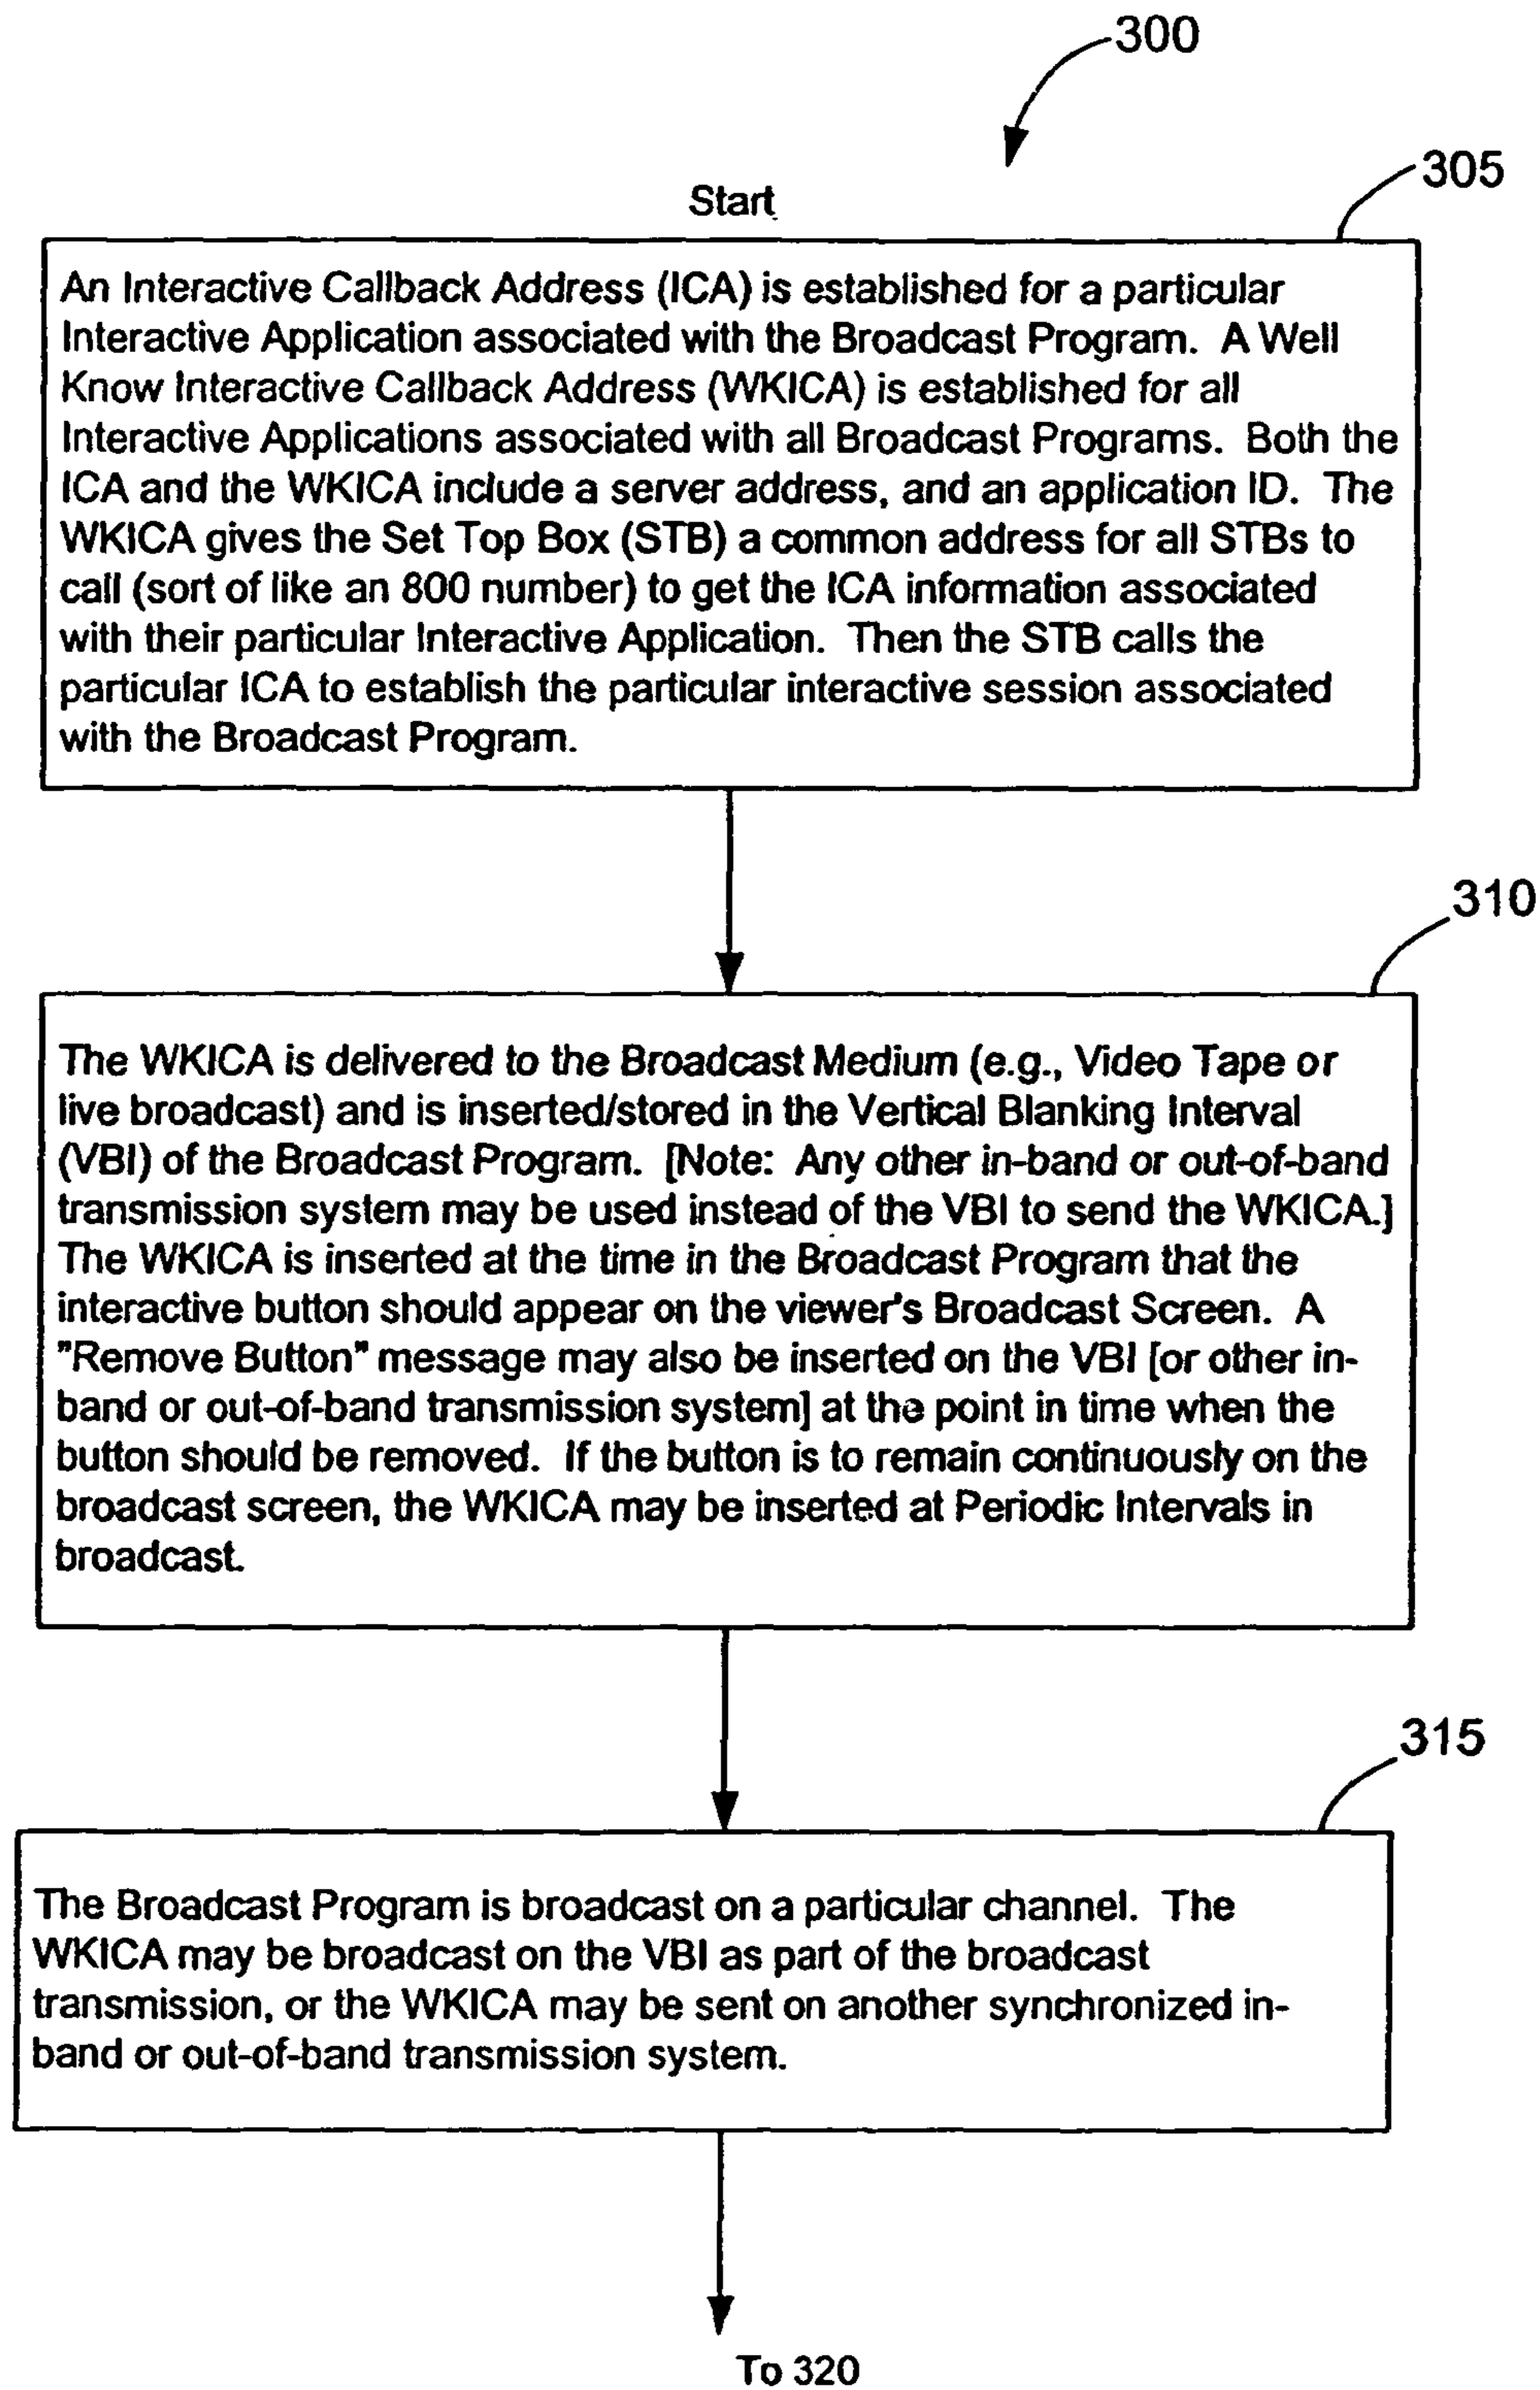 300
305
Start
An Interactive Callback Address (ICA) is established for a particular
Interactive Application associated with the Broadcast Program.  A Well
Know Interactive Callback Address (WKICA) is established for all
Interactive Applications associated with all Broadcast Programs.  Both the
ICA and the WKICA include a server address, and an application ID.  The
WKICA gives the Set Top Box (STB) a common address for all STBs to
call (sort of like an 800 number) to get the ICA information associated
with their particular Interactive Application.  Then the STB calls the
particular ICA to establish the particular interactive session associated
with the Broadcast Program.
310
The WKICA is delivered to the Broadcast Medium (e.g., Video Tape or
live broadcast) and is inserted/stored in the Vertical Blanking Interval
(VBI) of the Broadcast Program.  [Note:  Any other in-band or out-of-band
transmission system may be used instead of the VBI to send the WKICA.]
The WKICA is inserted at the time in the Broadcast Program that the
interactive button should appear on the viewer's Broadcast Screen.  A
"Remove Button" message may also be inserted on the VBI [or other in-
band or out-of-band transmission system] at the point in time when the
button should be removed.  If the button is to remain continuously on the
broadcast screen, the WKICA may be inserted at Periodic Intervals in
broadcast.
315
The Broadcast Program is broadcast on a particular channel.  The
WKICA may be broadcast on the VBI as part of the broadcast
transmission, or the WKICA may be sent on another synchronized in-
band or out-of-band transmission system.
To 320